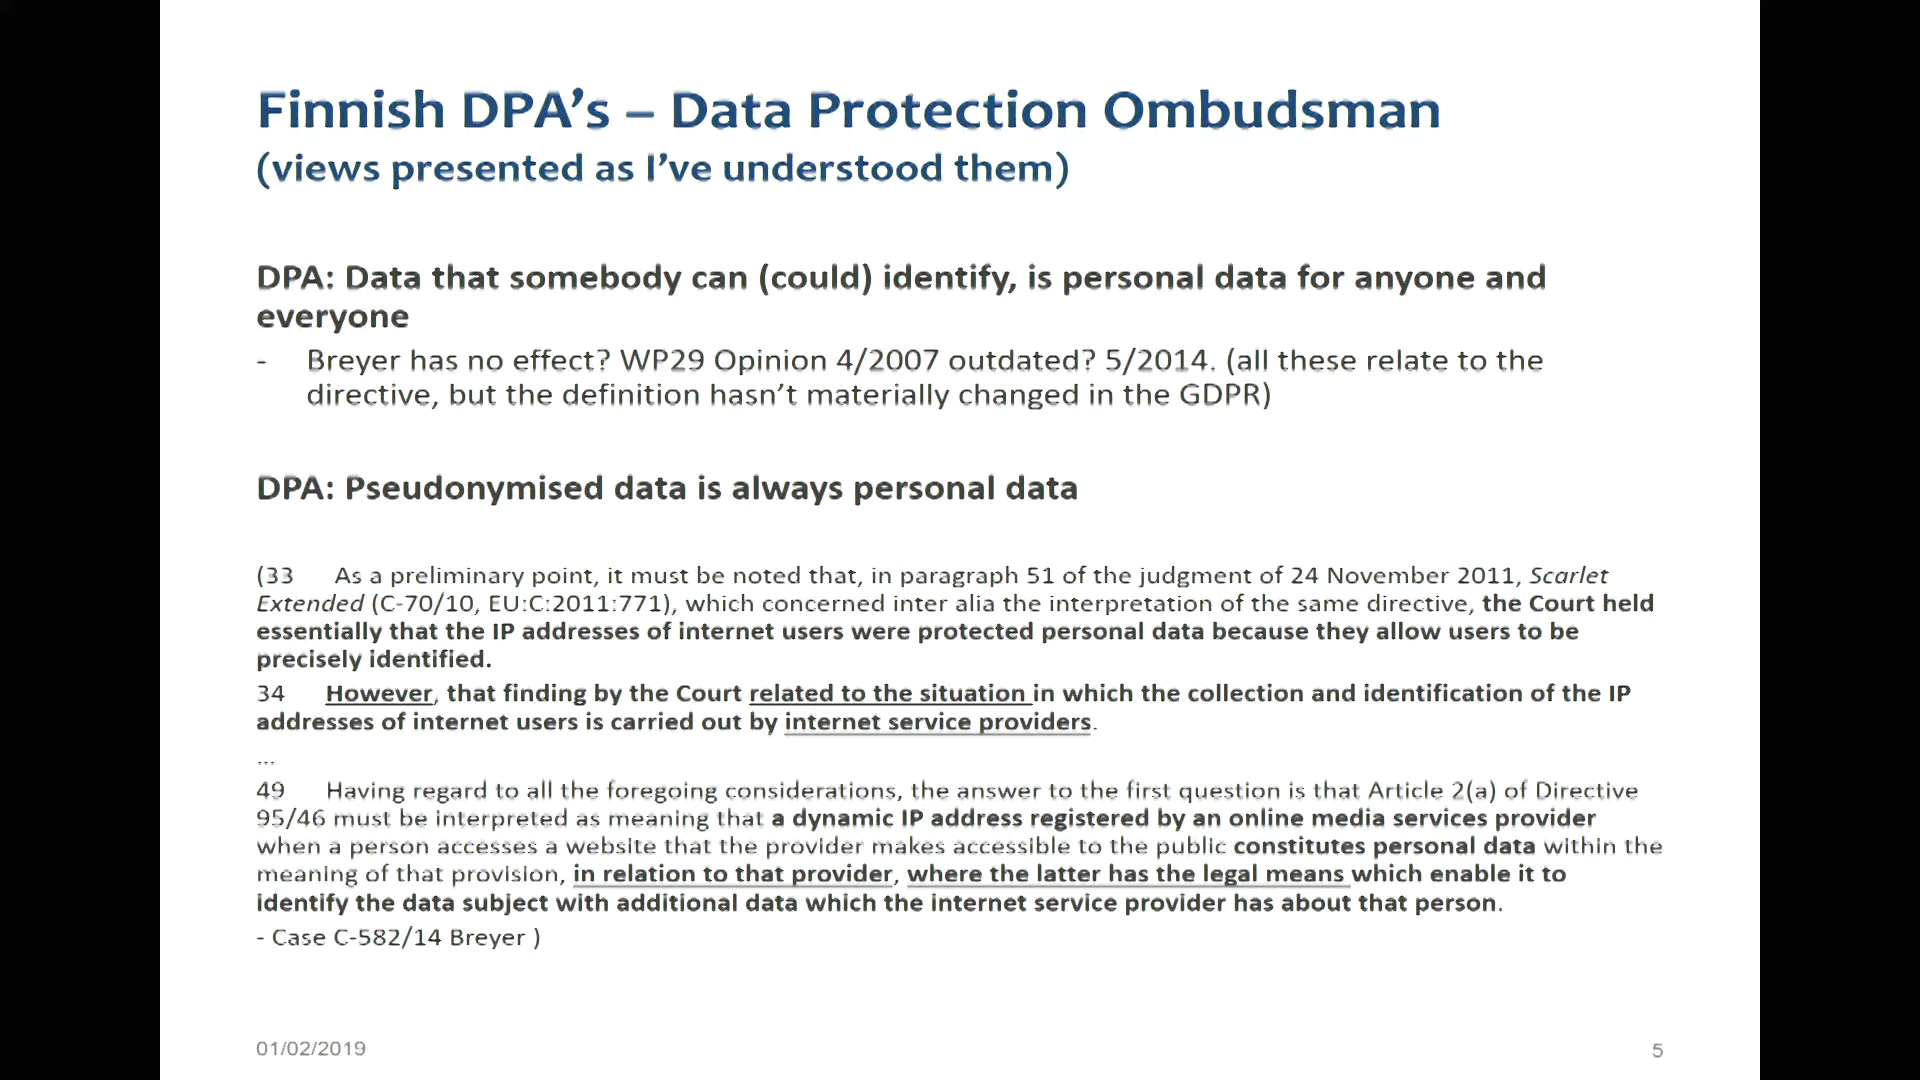 Finnish DPA’s – Data Protection Ombudsman
(views presented as I’ve understood them)
DPA: Data that somebody can (could) identify, is personal data for anyone and
everyone
- Breyer has no effect? WP29 Opinion 4/2007 outdated? 5/2014. (all these relate to the
directive, but the definition hasn’t materially changed in the GDPR)
DPA: Pseudonymised data is always personal data
(33 As a preliminary point, it must be noted that, in paragraph 51 of the judgment of 24 November 2011, Scarlet
Extended (C-70/10, EU:C:2011:771), which concerned inter alia the interpretation of the same directive, the Court held
essentially that the IP addresses of internet users were protected personal data because they allow users to be
precisely identified.
34 However, that finding by the Court related to the situation in which the collection and identification of the IP
addresses of internet users is carried out by internet service providers.
...
49 Having regard to all the foregoing considerations, the answer to the first question is that Article 2(a) of Directive
95/46 must be interpreted as meaning that a dynamic IP address registered by an online media services provider
when a person accesses a website that the provider makes accessible to the public constitutes personal data within the
meaning of that provision, in relation to that provider, where the latter has the legal means which enable it to
identify the data subject with additional data which the internet service provider has about that person.
- Case C-582/14 Breyer )
01/02/2019
5